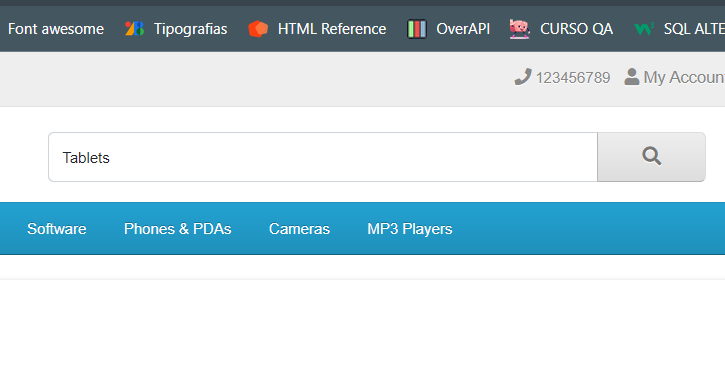 Font awesome Tipografias HTML Reference OverAPI CURSO QA SQL ALTE
123456789 My Accoun
Tablets
Software Phones & PDAs Cameras MP3 Players